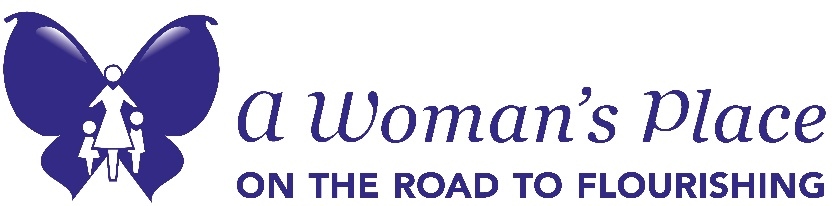 A Woman's Place
ON THE ROAD TO FLOURISHING